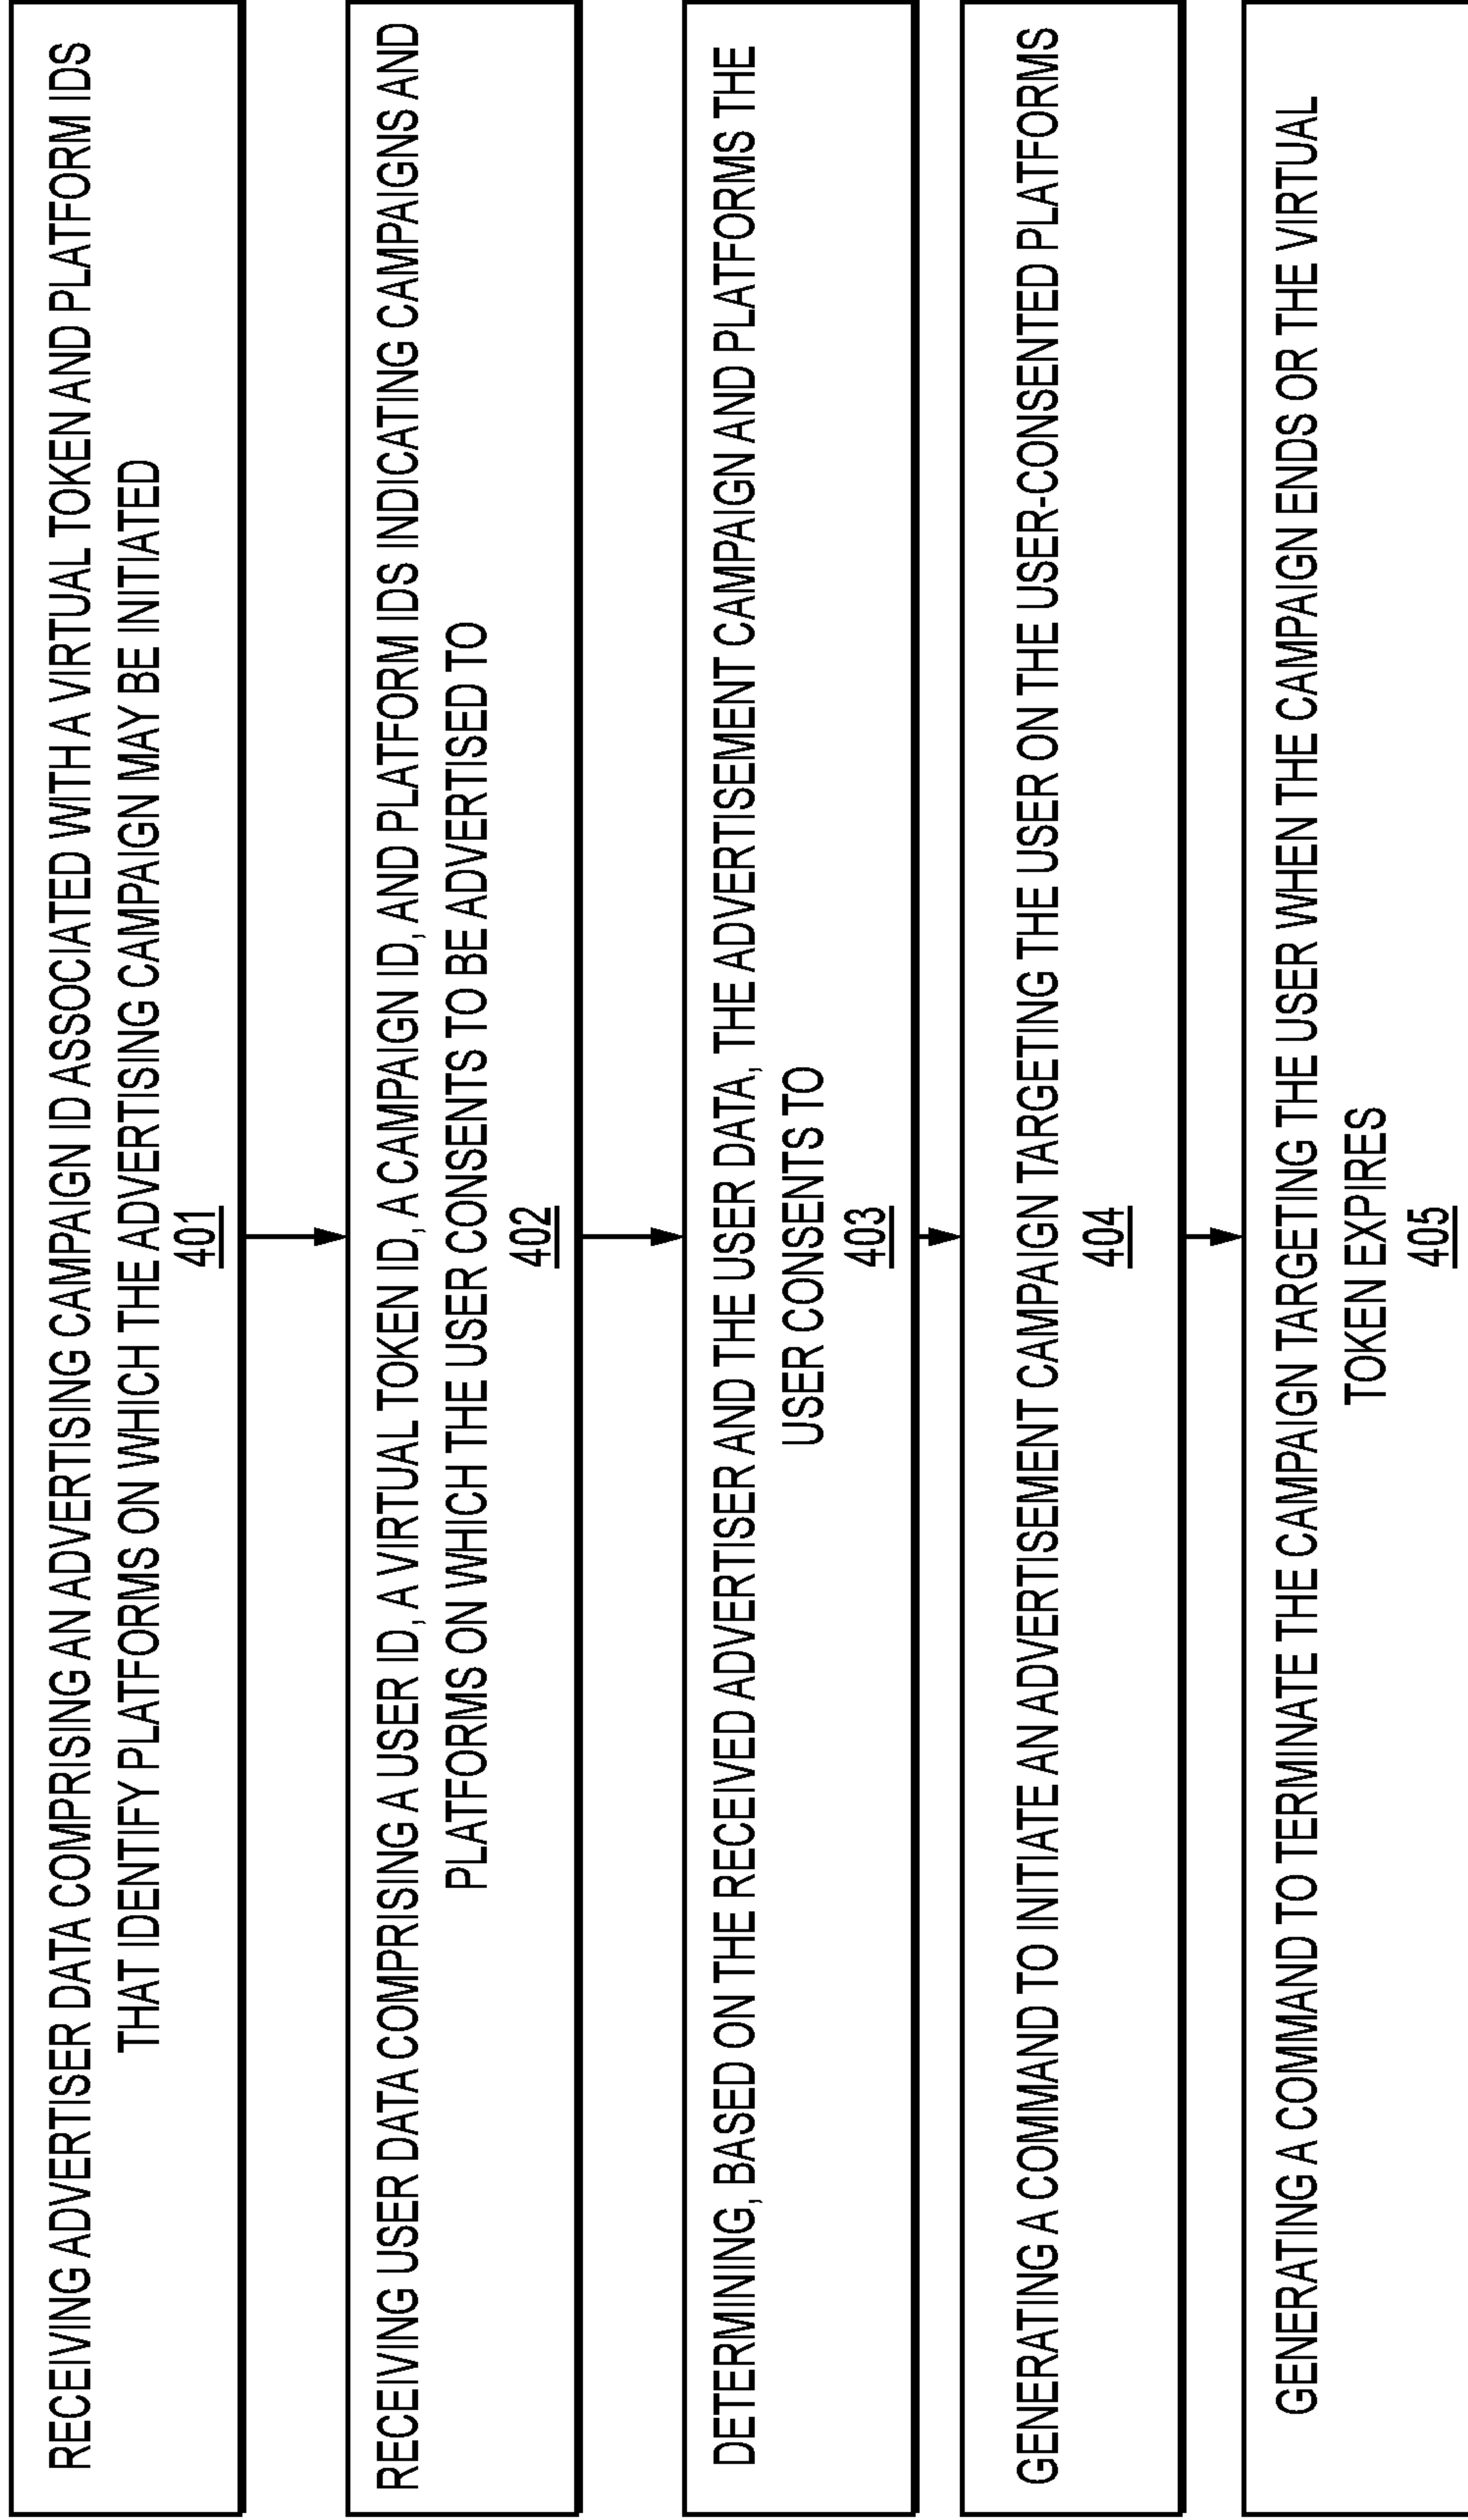 RECEIVING ADVERTISER DATA COMPRISING AN ADVERTISING CAMPAIGN ID ASSOCIATED WITH A VIRTUAL TOKEN AND PLATFORM IDS
THAT IDENTIFY PLATFORMS ON WHICH THE ADVERTISING CAMPAIGN MAY BE INITIATED
401
RECEIVING USER DATA COMPRISING A USER ID, A VIRTUAL TOKEN ID, A CAMPAIGN ID, AND PLATFORM IDS INDICATING CAMPAIGNS AND
PLATFORMS ON WHICH THE USER CONSENTS TO BE ADVERTISED TO
402
DETERMINING, BASED ON THE RECEIVED ADVERTISER AND THE USER DATA, THE ADVERTISEMENT CAMPAIGN AND PLATFORMS THE
USER CONSENTS TO
403
GENERATING A COMMAND TO INITIATE AN ADVERTISEMENT CAMPAIGN TARGETING THE USER ON THE USER-CONSENTED PLATFORMS
404
GENERATING A COMMAND TO TERMINATE THE CAMPAIGN TARGETING THE USER WHEN THE CAMPAIGN ENDS OR THE VIRTUAL
TOKEN EXPIRES
405